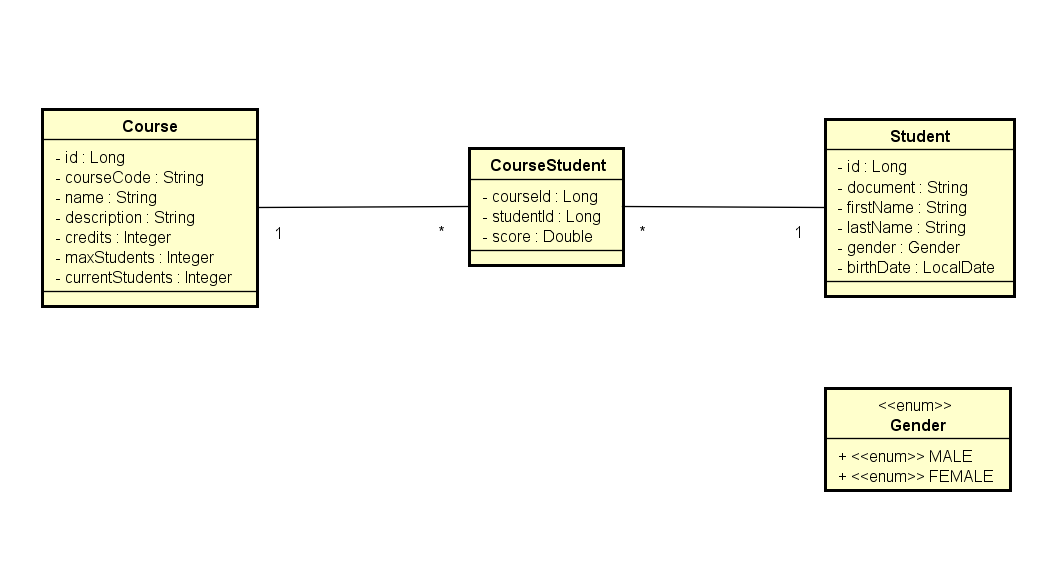 Course
- id : Long
- courseCode : String
- name : String
- description : String
- credits : Integer
- maxStudents : Integer
- currentStudents : Integer
1
*
CourseStudent
- courseId : Long
- studentId : Long
- score : Double
*
1
Student
- id : Long
- document : String
- firstName : String
- lastName : String
- gender : Gender
- birthDate : LocalDate
<<enum>>
Gender
+ <<enum>> MALE
+ <<enum>> FEMALE